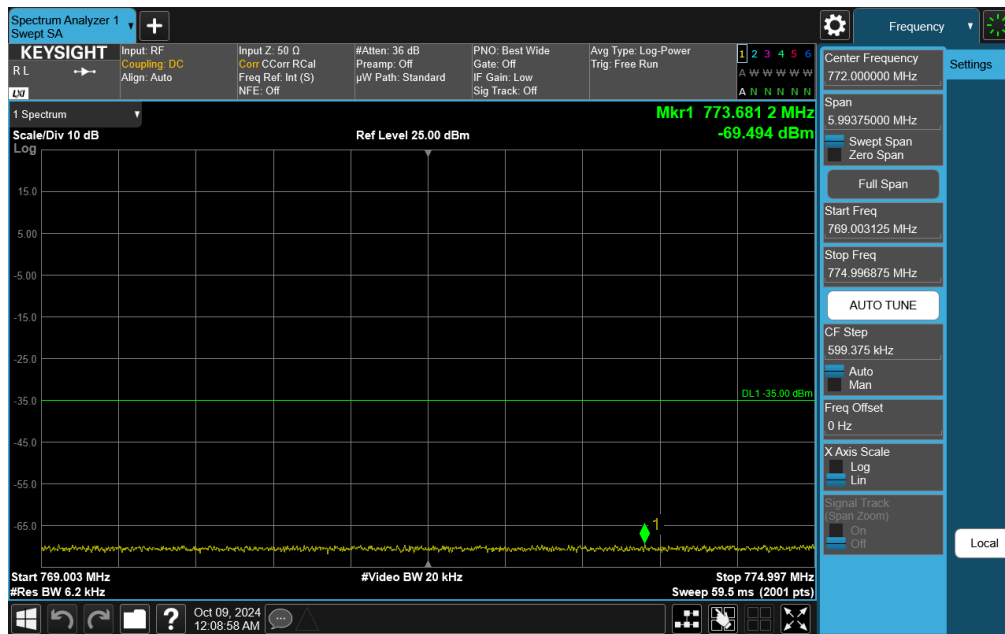 Spectrum Analyzer 1
Swept SA
+
Frequency
KEYSIGHT
R L
LXI
Input: RF
Coupling: DC
Align: Auto
Input Z: 50 Ω
Corr CCorr RCal
Freq Ref: Int (S)
NFE: Off
#Atten: 36 dB
Preamp: Off
µW Path: Standard
PNO: Best Wide
Gate: Off
IF Gain: Low
Sig Track: Off
Avg Type: Log-Power
Trig: Free Run
1 2 3 4 5 6
A W W W W W
A N N N N N
Center Frequency
772.000000 MHz
Settings
Span
5.99375000 MHz
Swept Span
Zero Span
Full Span
Start Freq
769.003125 MHz
Stop Freq
774.996875 MHz
AUTO TUNE
CF Step
599.375 kHz
Auto
Man
Freq Offset
0 Hz
X Axis Scale
Log
Lin
Signal Track
(Span Zoom)
On
Off
Local
1 Spectrum
Mkr1 773.681 2 MHz
Scale/Div 10 dB
Ref Level 25.00 dBm
-69.494 dBm
Log
15.0
5.00
-5.00
-15.0
-25.0
DL1 -35.00 dBm
-35.0
-45.0
-55.0
-65.0
1
Start 769.003 MHz
#Video BW 20 kHz
Stop 774.997 MHz
#Res BW 6.2 kHz
Sweep 59.5 ms (2001 pts)
?
Oct 09, 2024
12:08:58 AM